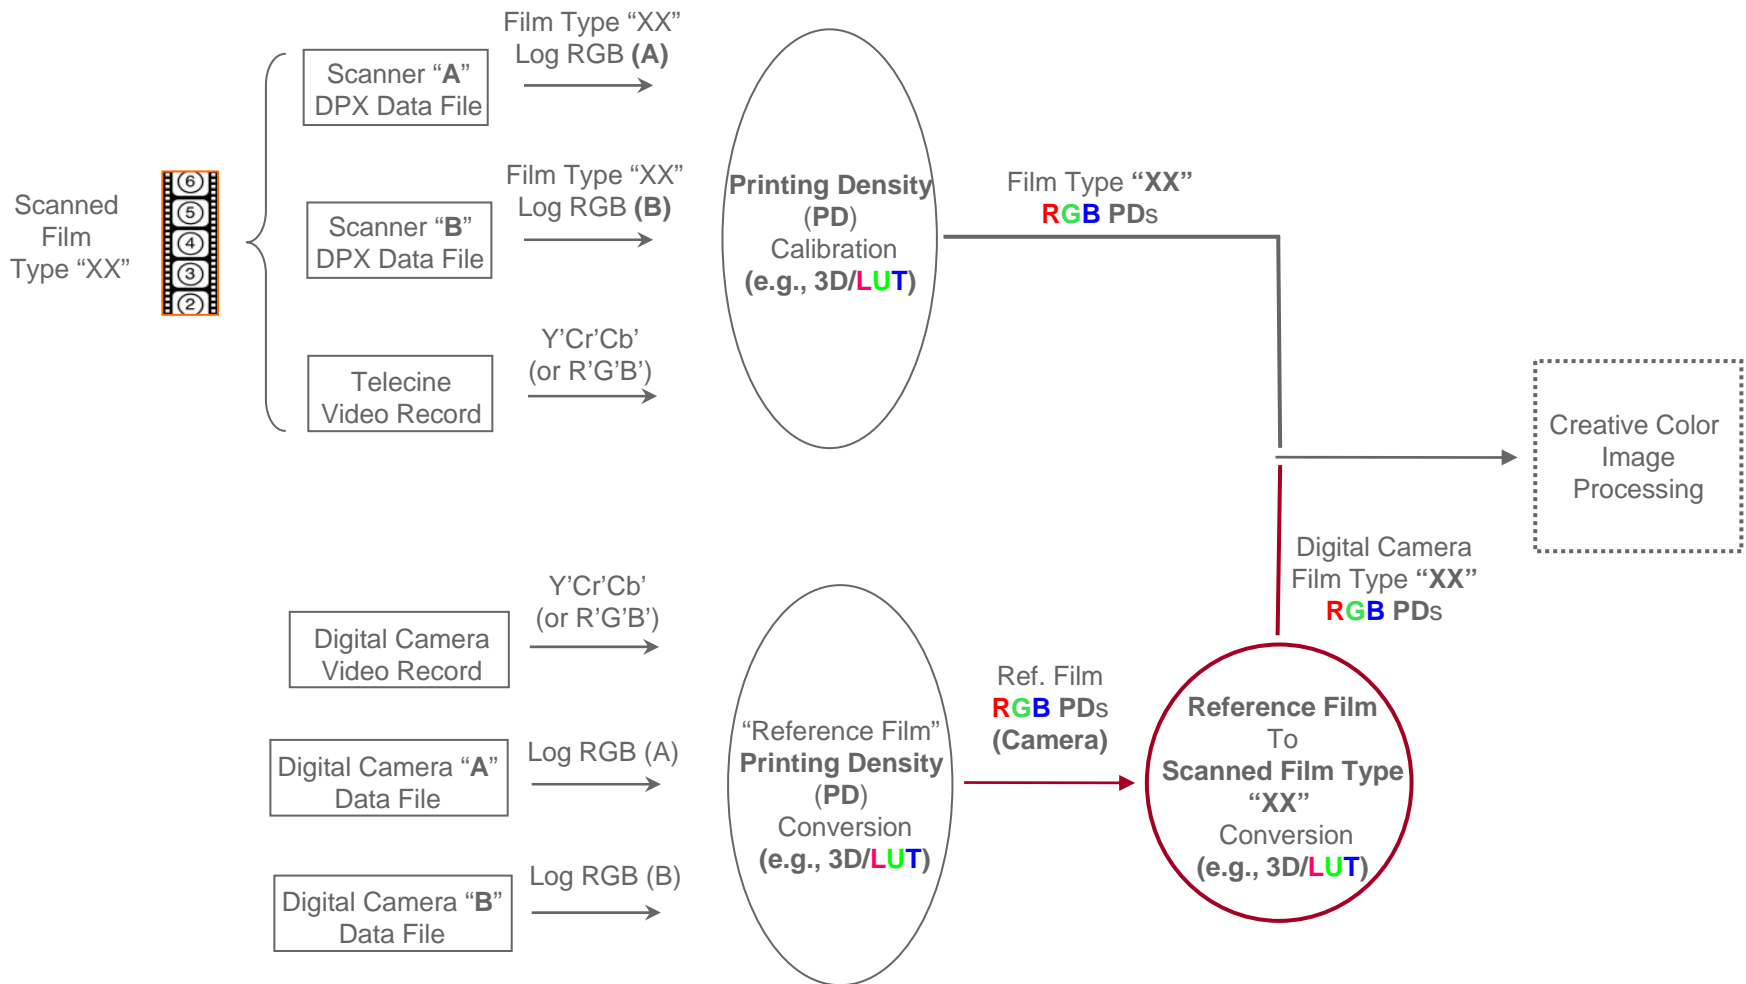 Scanned
Film
Type “XX”
6
5
4
3
2
Scanner “A”
DPX Data File
Film Type “XX”
Log RGB (A)
Scanner “B”
DPX Data File
Film Type “XX”
Log RGB (B)
Telecine
Video Record
Y’Cr’Cb’
(or R’G’B’)
Printing Density
(PD)
Calibration
(e.g., 3D/LUT)
Film Type “XX”
RGB PDs
Creative Color
Image
Processing
Digital Camera
Film Type “XX”
RGB PDs
Digital Camera
Video Record
Y’Cr’Cb’
(or R’G’B’)
Digital Camera “A”
Data File
Log RGB (A)
Digital Camera “B”
Data File
Log RGB (B)
“Reference Film”
Printing Density
(PD)
Conversion
(e.g., 3D/LUT)
Ref. Film
RGB PDs
(Camera)
Reference Film
To
Scanned Film Type
“XX”
Conversion
(e.g., 3D/LUT)